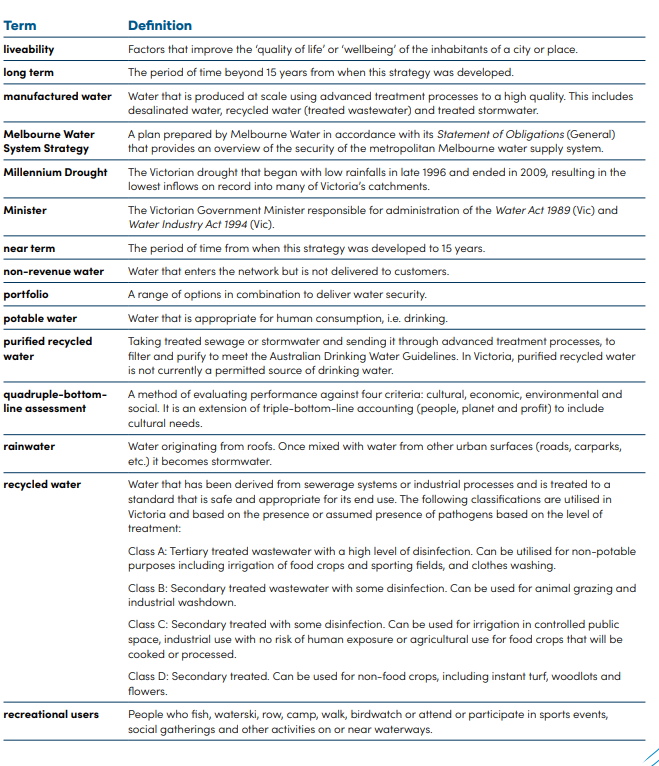 Term Definition
liveability Factors that improve the ‘quality of life’ or ‘wellbeing’ of the inhabitants of a city or place.
long term The period of time beyond 15 years from when this strategy was developed.
manufactured water Water that is produced at scale using advanced treatment processes to a high quality. This includes
desalinated water, recycled water (treated wastewater) and treated stormwater.
Melbourne Water A plan prepared by Melbourne Water in accordance with its Statement of Obligations (General)
System Strategy that provides an overview of the security of the metropolitan Melbourne water supply system.
Millennium Drought The Victorian drought that began with low rainfalls in late 1996 and ended in 2009, resulting in the
lowest inflows on record into many of Victoria’s catchments.
Minister The Victorian Government Minister responsible for administration of the Water Act 1989 (Vic) and
Water Industry Act 1994 (Vic).
near term The period of time from when this strategy was developed to 15 years.
non-revenue water Water that enters the network but is not delivered to customers.
portfolio A range of options in combination to deliver water security.
potable water Water that is appropriate for human consumption, i.e. drinking.
purified recycled Taking treated sewage or stormwater and sending it through advanced treatment processes, to
water filter and purify to meet the Australian Drinking Water Guidelines. In Victoria, purified recycled water
is not currently a permitted source of drinking water.
quadruple-bottom- A method of evaluating performance against four criteria: cultural, economic, environmental and
line assessment social. It is an extension of triple-bottom-line accounting (people, planet and profit) to include
cultural needs.
rainwater Water originating from roofs. Once mixed with water from other urban surfaces (roads, carparks,
etc.) it becomes stormwater.
recycled water Water that has been derived from sewerage systems or industrial processes and is treated to a
standard that is safe and appropriate for its end use. The following classifications are utilised in
Victoria and based on the presence or assumed presence of pathogens based on the level of
treatment:
Class A: Tertiary treated wastewater with a high level of disinfection. Can be utilised for non-potable
purposes including irrigation of food crops and sporting fields, and clothes washing.
Class B: Secondary treated wastewater with some disinfection. Can be used for animal grazing and
industrial washdown.
Class C: Secondary treated with some disinfection. Can be used for irrigation in controlled public
space, industrial use with no risk of human exposure or agricultural use for food crops that will be
cooked or processed.
Class D: Secondary treated. Can be used for non-food crops, including instant turf, woodlots and
flowers.
recreational users People who fish, waterski, row, camp, walk, birdwatch or attend or participate in sports events,
social gatherings and other activities on or near waterways.